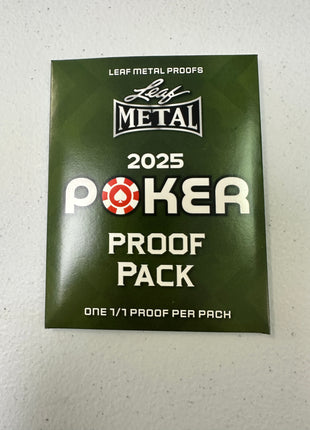 LEAF METAL PROOFS
Leaf
METAL
2025
POKER
PROOF
PACK
ONE 1/1 PROOF PER PACK